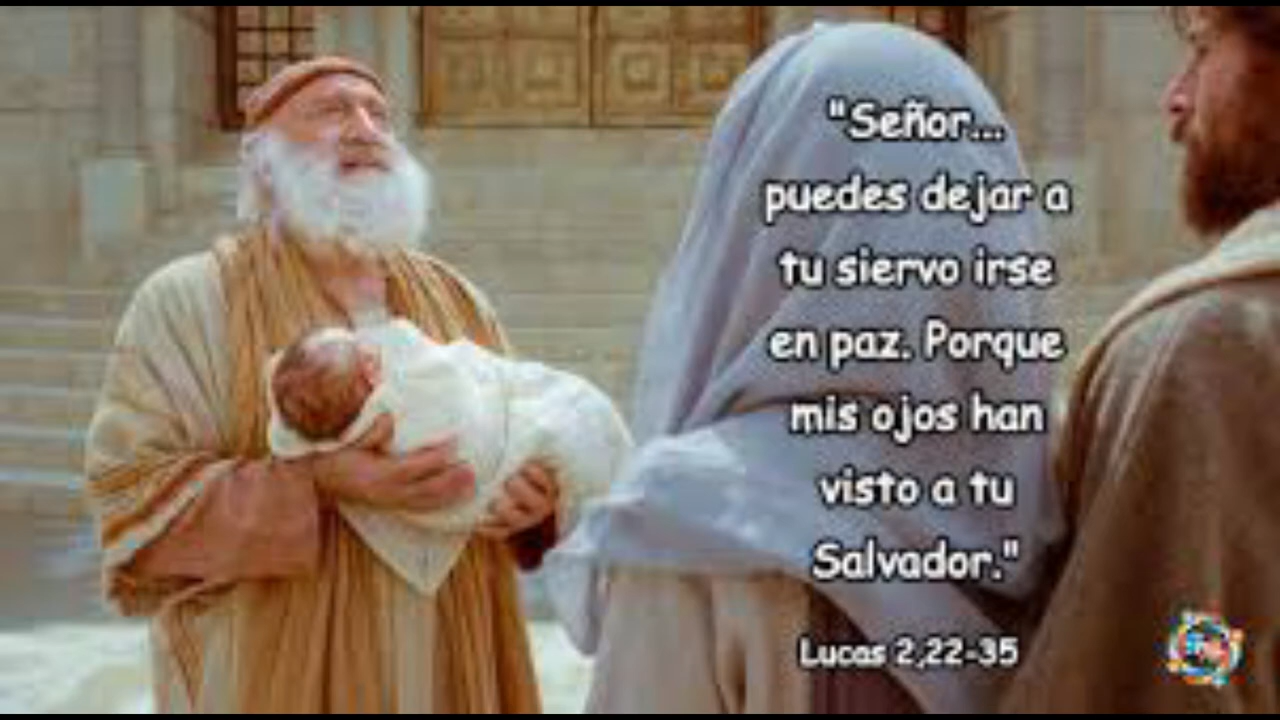 "Señor...
puedes dejar a
tu siervo irse
en paz. Porque
mis ojos han
visto a tu
Salvador."
Lucas 2,22-35